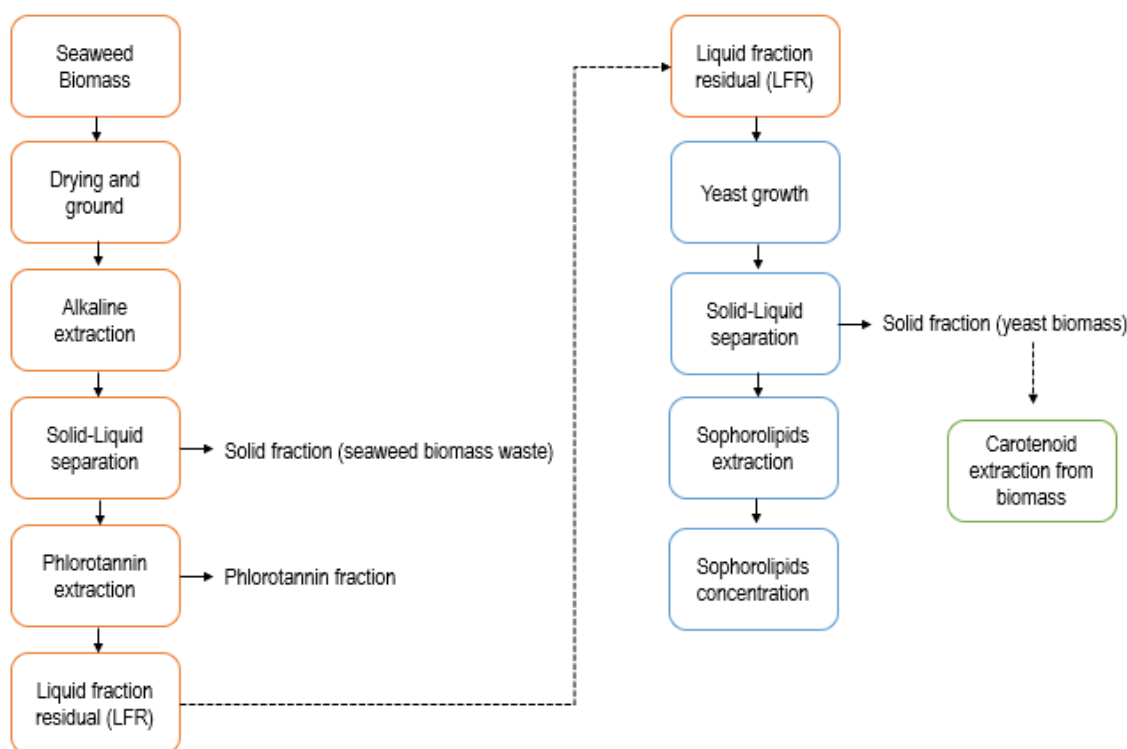 Seaweed
Biomass
Drying and
ground
Alkaline
extraction
Solid-Liquid
separation
Solid fraction (seaweed biomass waste)
Phlorotannin
extraction
Phlorotannin fraction
Liquid fraction
residual (LFR)
Liquid fraction
residual (LFR)
Yeast growth
Solid-Liquid
separation
Solid fraction (yeast biomass)
Sophorolipids
extraction
Carotenoid
extraction from
biomass
Sophorolipids
concentration